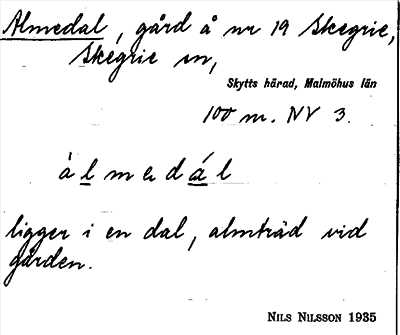 Almedal, gård å nr 19 Skegrie,
Skegrie sn,
Skytts härad, Malmöhus län
100 m. NV 3.
à l m e d á l
ligger i en dal, almträd vid
gården.
NILS NILSSON 1935